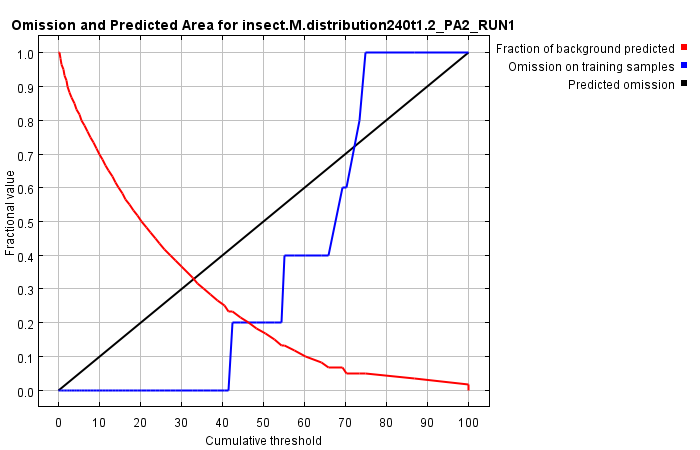 Omission and Predicted Area for insect.M.distribution240t1.2_PA2_RUN1
Fraction of background predicted
Omission on training samples
Predicted omission
Fractional value
1.0
0.9
0.8
0.7
0.6
0.5
0.4
0.3
0.2
0.1
0.0
0 10 20 30 40 50 60 70 80 90 100
Cumulative threshold